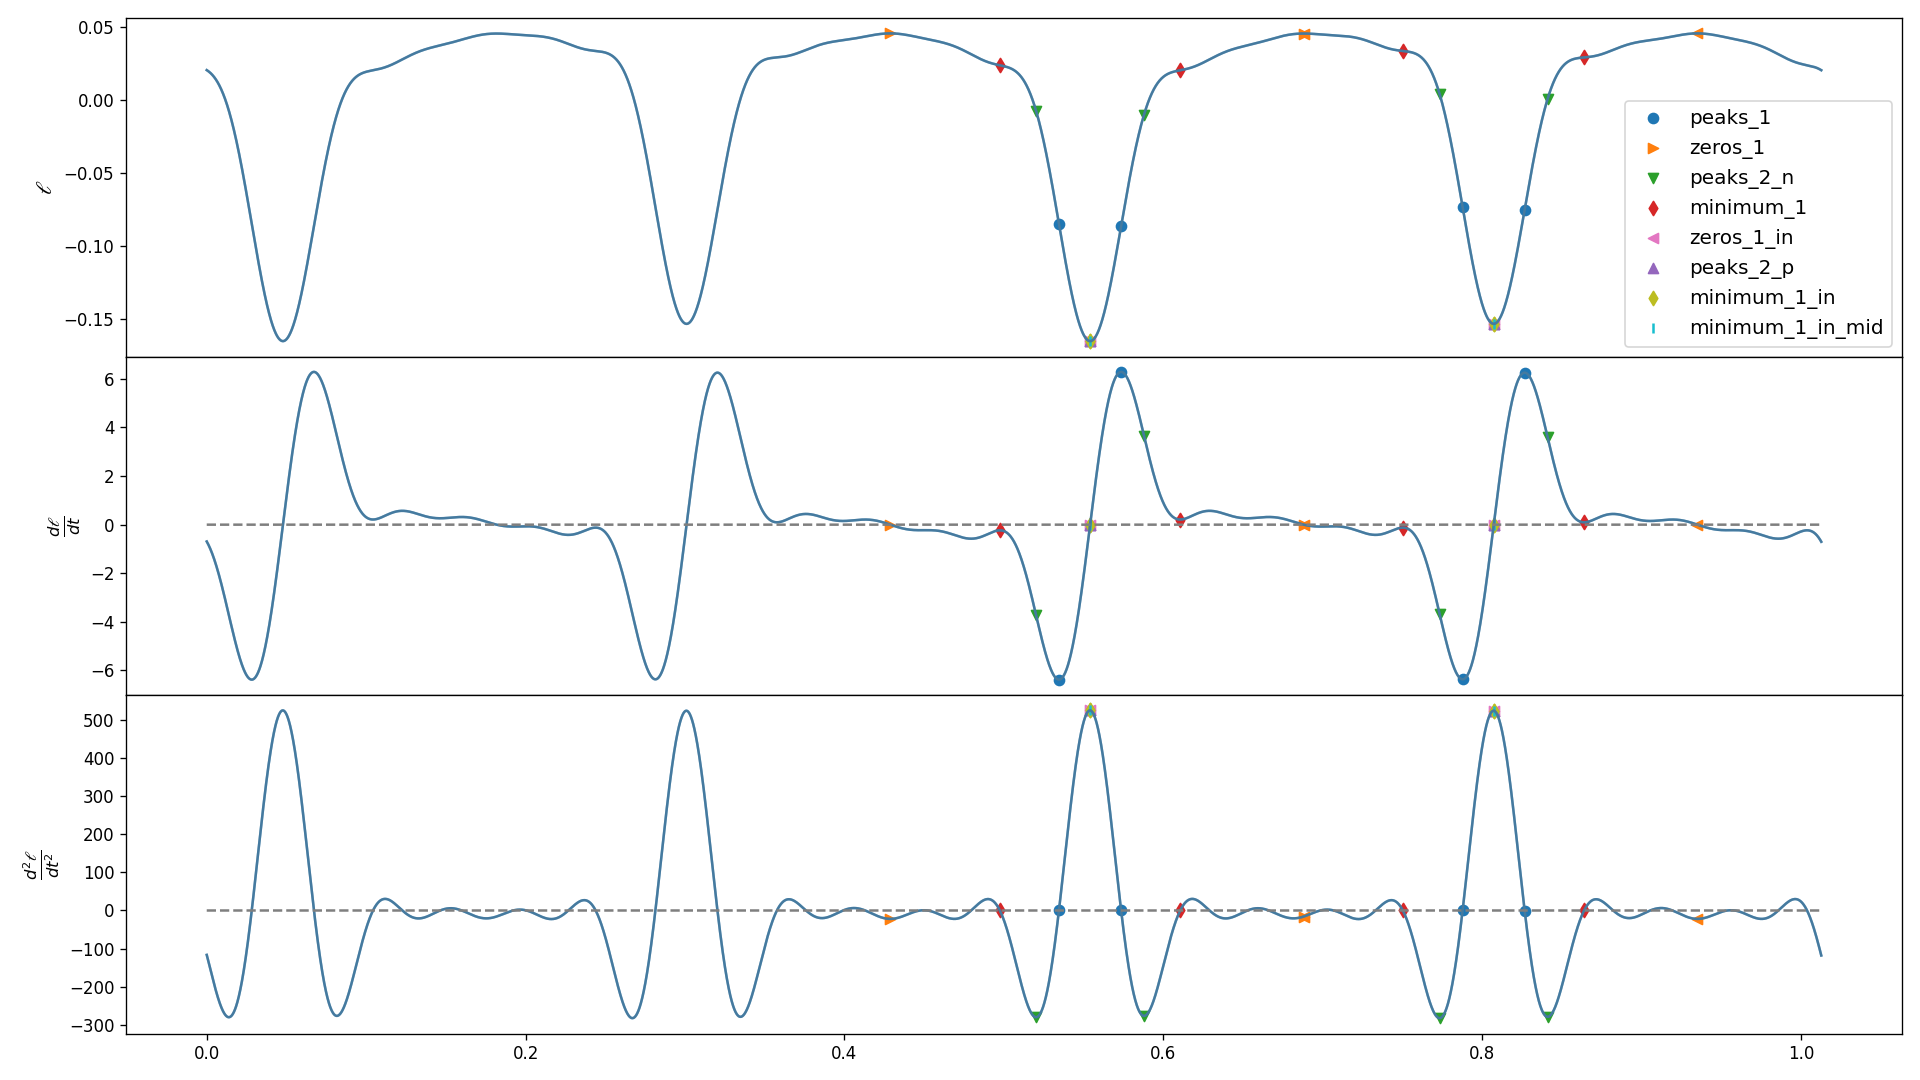 0.05
0.00
−0.05
−0.10
−0.15
ℓ
peaks_1
zeros_1
peaks_2_n
minimum_1
zeros_1_in
peaks_2_p
minimum_1_in
minimum_1_in_mid
6
4
2
0
−2
−4
−6
dℓ
dt
500
400
300
200
100
0
−100
−200
−300
d²ℓ
dt²
0.0 0.2 0.4 0.6 0.8 1.0